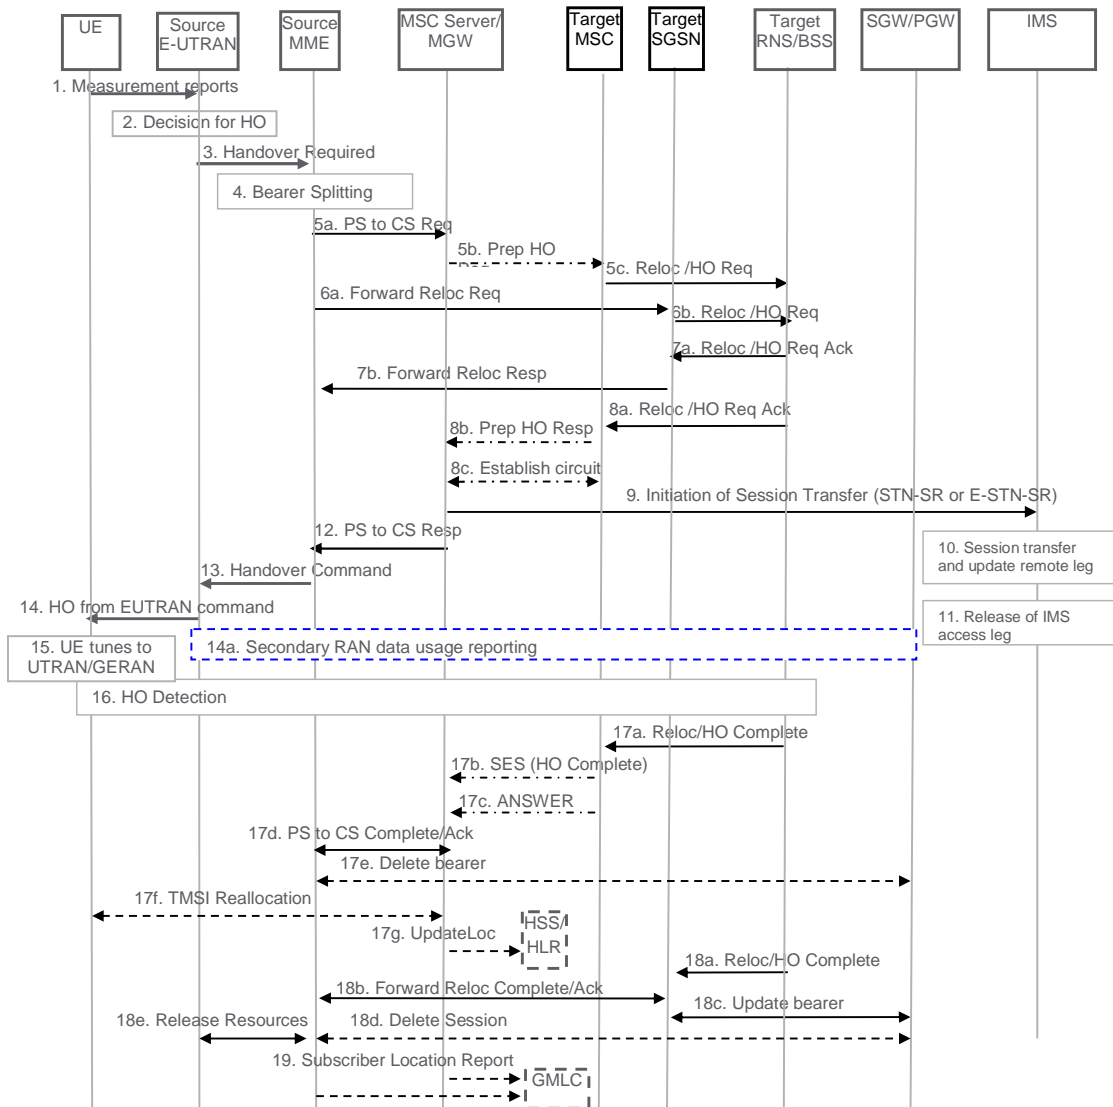 UE
Source
E-UTRAN
Source
MME
MSC Server/
MGW
Target
MSC
Target
SGSN
Target
RNS/BSS
SGW/PGW
IMS
1. Measurement reports
2. Decision for HO
3. Handover Required
4. Bearer Splitting
5a. PS to CS Req
5b. Prep HO
5c. Reloc /HO Req
6a. Forward Reloc Req
6b. Reloc /HO Req
7a. Reloc /HO Req Ack
7b. Forward Reloc Resp
8a. Reloc /HO Req Ack
8b. Prep HO Resp
8c. Establish circuit
9. Initiation of Session Transfer (STN-SR or E-STN-SR)
12. PS to CS Resp
10. Session transfer
and update remote leg
13. Handover Command
14. HO from EUTRAN command
11. Release of IMS
access leg
15. UE tunes to
UTRAN/GERAN
14a. Secondary RAN data usage reporting
16. HO Detection
17a. Reloc/HO Complete
17b. SES (HO Complete)
17c. ANSWER
17d. PS to CS Complete/Ack
17e. Delete bearer
17f. TMSI Reallocation
HSS/
HLR
17g. UpdateLoc
18a. Reloc/HO Complete
18b. Forward Reloc Complete/Ack
18c. Update bearer
18e. Release Resources
18d. Delete Session
19. Subscriber Location Report
GMLC